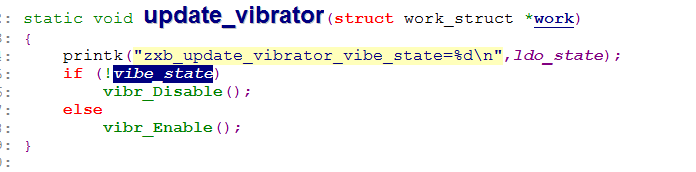 : static void update_vibrator(struct work_struct *work)
: {
: printk("zxb_update_vibrator_vibe_state=%d\n",ldo_state);
: if (!vibe_state)
: vibr_Disable();
: else
: vibr_Enable();
: }
: